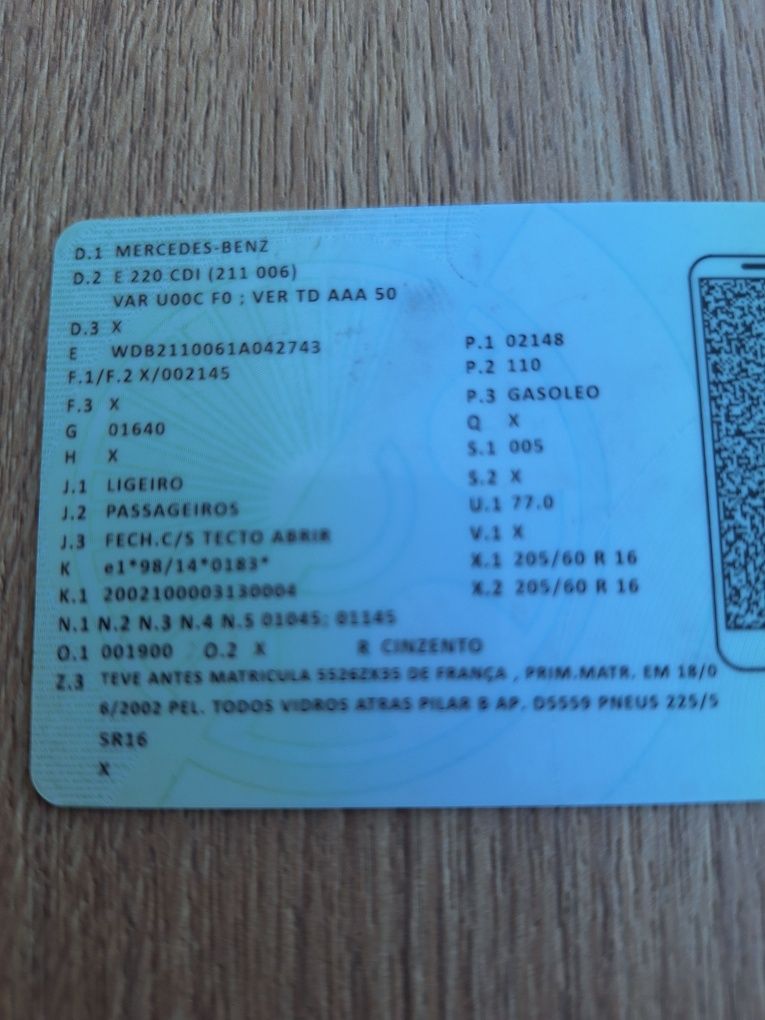 D.1 MERCEDES-BENZ
D.2 E 220 CDI (211 006)
VAR U00C F0 ; VER TD AAA 50
D.3 X
E WDB2110061A042743
F.1/F.2 X/002145
F.3 X
G 01640
H X
J.1 LIGEIRO
J.2 PASSAGEIROS
J.3 FECH.C/S TECTO ABRIR
K e1*98/14*0183*
K.1 2002100003130004
N.1 N.2 N.3 N.4 N.5 01045; 01145
O.1 001900 O.2 X R CINZENTO
Z.3 TEVE ANTES MATRICULA 5526ZX35 DE FRANÇA , PRIM.MATR. EM 18/0
6/2002 PEL. TODOS VIDROS ATRAS PILAR B AP. D5559 PNEUS 225/5
5R16
X
P.1 02148
P.2 110
P.3 GASOLEO
Q X
S.1 005
S.2 X
U.1 77.0
V.1 X
X.1 205/60 R 16
X.2 205/60 R 16